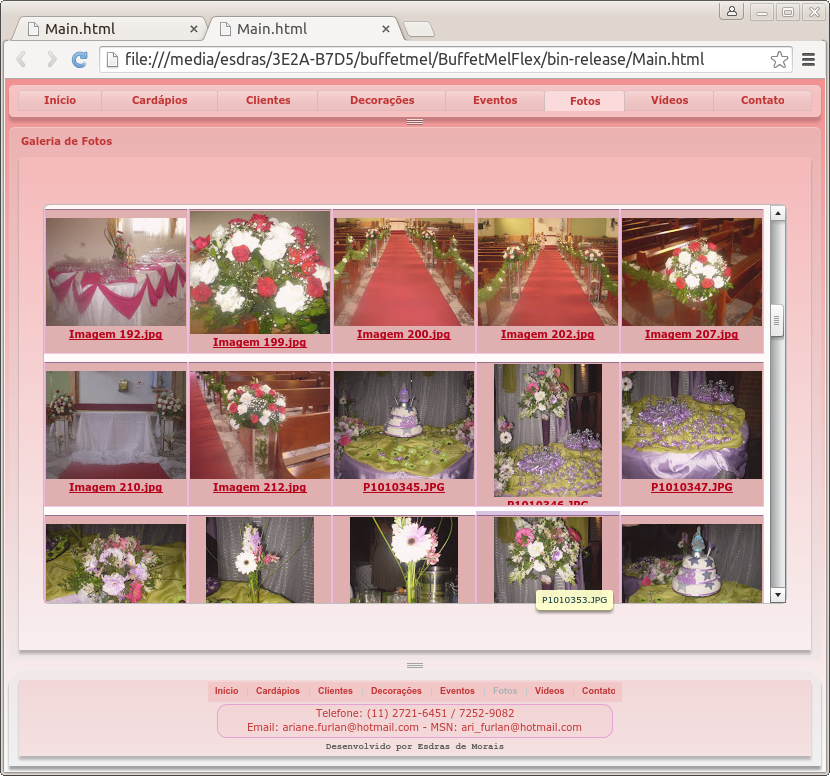 Main.html Main.html
file:///media/esdras/3E2A-B7D5/buffetmel/BuffetMelFlex/bin-release/Main.html
Início Cardápios Clientes Decorações Eventos Fotos Vídeos Contato
Galeria de Fotos
Imagem 192.jpg Imagem 199.jpg Imagem 200.jpg Imagem 202.jpg Imagem 207.jpg
Imagem 210.jpg Imagem 212.jpg P1010345.JPG P1010346.JPG P1010347.JPG
P1010353.JPG
Início Cardápios Clientes Decorações Eventos Fotos Vídeos Contato
Telefone: (11) 2721-6451 / 7252-9082
Email: ariane.furlan@hotmail.com - MSN: ari_furlan@hotmail.com
Desenvolvido por Esdras de Morais